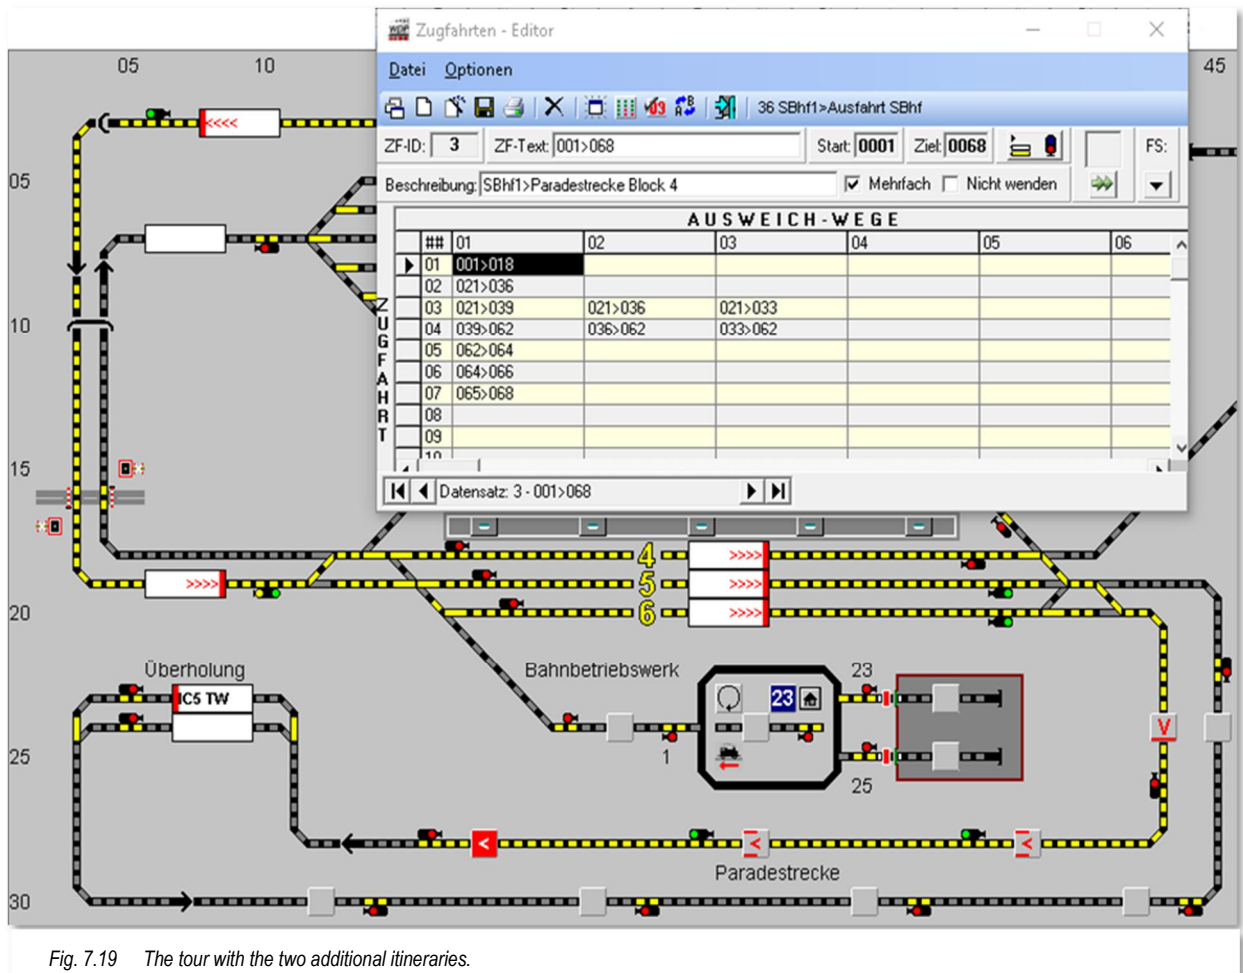 Zugfahrten - Editor
Datei Optionen
36 SBhf1>Ausfahrt SBhf
ZF-ID: 3 ZF-Text: 001>068 Start: 0001 Ziel: 0068 FS:
Beschreibung: SBhf1>Paradestrecke Block 4 Mehrfach Nicht wenden
AUSWEICH-WEGE
## 01 02 03 04 05 06
01 001>018
02 021>036
03 021>039 021>036 021>033
04 039>062 036>062 033>062
05 062>064
06 064>066
07 065>068
08
09
10
ZUGFAHRT
Datensatz: 3 - 001>068
05 10 45
<<<<
05
10
15
4
>>>> >>>>
5
>>>>
20
6 >>>>
Überholung
Bahnbetriebswerk
23
IC5 TW
23
V
25
1
25
< < <
Paradestrecke
30
Fig. 7.19 The tour with the two additional itineraries.